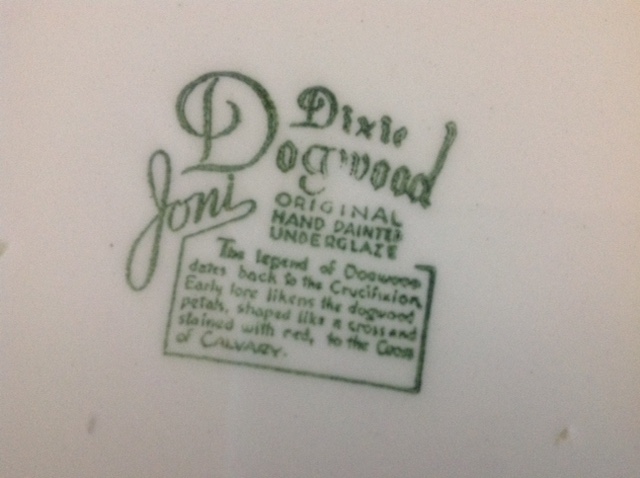 Dixie
Dogwood
Joni
ORIGINAL
HAND PAINTED
UNDERGLAZE
The legend of Dogwood
dates back to the Crucifixion
Early lore likens the dogwood
petals, shaped like a cross and
stained with red, to the Cross
of CALVARY.